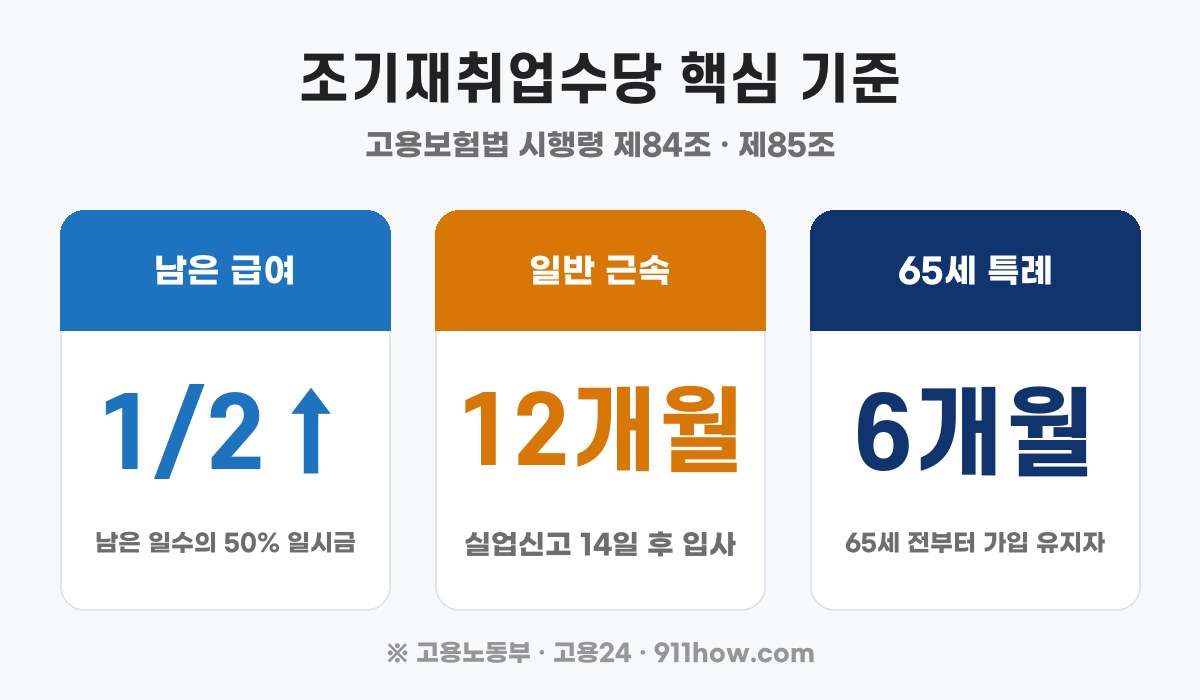 조기재취업수당 핵심 기준
고용보험법 시행령 제84조 · 제85조
남은 급여
1/2 ↑
남은 일수의 50% 일시금
일반 근속
12개월
실업신고 14일 후 입사
65세 특례
6개월
65세 전부터 가입 유지자
※ 고용노동부 · 고용24 · 911how.com